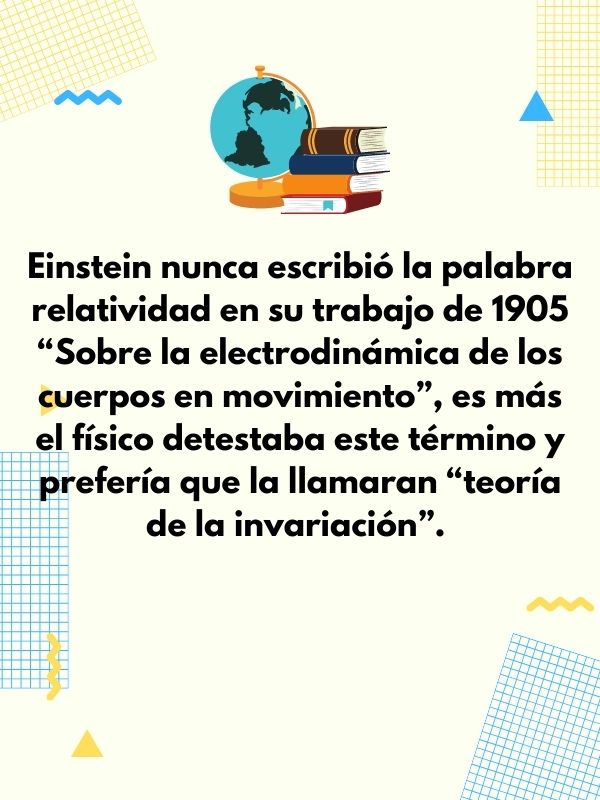 Einstein nunca escribió la palabra
relatividad en su trabajo de 1905
“Sobre la electrodinámica de los
cuerpos en movimiento”, es más
el físico detestaba este término y
prefería que la llamaran “teoría
de la invariación”.